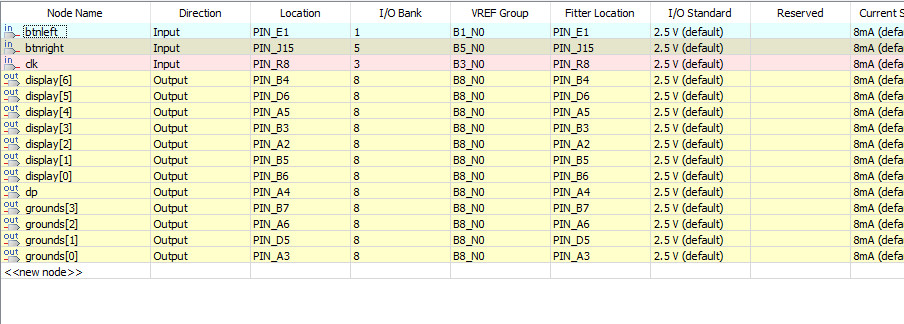 Node Name Direction Location I/O Bank VREF Group Fitter Location I/O Standard Reserved Current S
in btnleft Input PIN_E1 1 B1_N0 PIN_E1 2.5 V (default) 8mA (defa
in btnright Input PIN_J15 5 B5_N0 PIN_J15 2.5 V (default) 8mA (defa
in clk Input PIN_R8 3 B3_N0 PIN_R8 2.5 V (default) 8mA (defa
out display[6] Output PIN_B4 8 B8_N0 PIN_B4 2.5 V (default) 8mA (defa
out display[5] Output PIN_D6 8 B8_N0 PIN_D6 2.5 V (default) 8mA (defa
out display[4] Output PIN_A5 8 B8_N0 PIN_A5 2.5 V (default) 8mA (defa
out display[3] Output PIN_B3 8 B8_N0 PIN_B3 2.5 V (default) 8mA (defa
out display[2] Output PIN_A2 8 B8_N0 PIN_A2 2.5 V (default) 8mA (defa
out display[1] Output PIN_B5 8 B8_N0 PIN_B5 2.5 V (default) 8mA (defa
out display[0] Output PIN_B6 8 B8_N0 PIN_B6 2.5 V (default) 8mA (defa
out dp Output PIN_A4 8 B8_N0 PIN_A4 2.5 V (default) 8mA (defa
out grounds[3] Output PIN_B7 8 B8_N0 PIN_B7 2.5 V (default) 8mA (defa
out grounds[2] Output PIN_A6 8 B8_N0 PIN_A6 2.5 V (default) 8mA (defa
out grounds[1] Output PIN_D5 8 B8_N0 PIN_D5 2.5 V (default) 8mA (defa
out grounds[0] Output PIN_A3 8 B8_N0 PIN_A3 2.5 V (default) 8mA (defa
<<new node>>